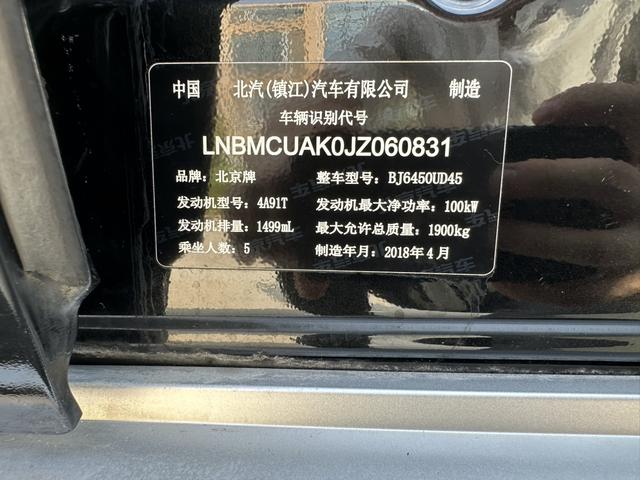 中国 北汽(镇江)汽车有限公司 制造
车辆识别代号
LNBMCUAK0JZ060831
品牌：北京牌 整车型号：BJ6450UD45
发动机型号：4A91T 发动机最大净功率：100kW
发动机排量：1499mL 最大允许总质量：1900kg
乘坐人数：5 制造年月：2018年4月